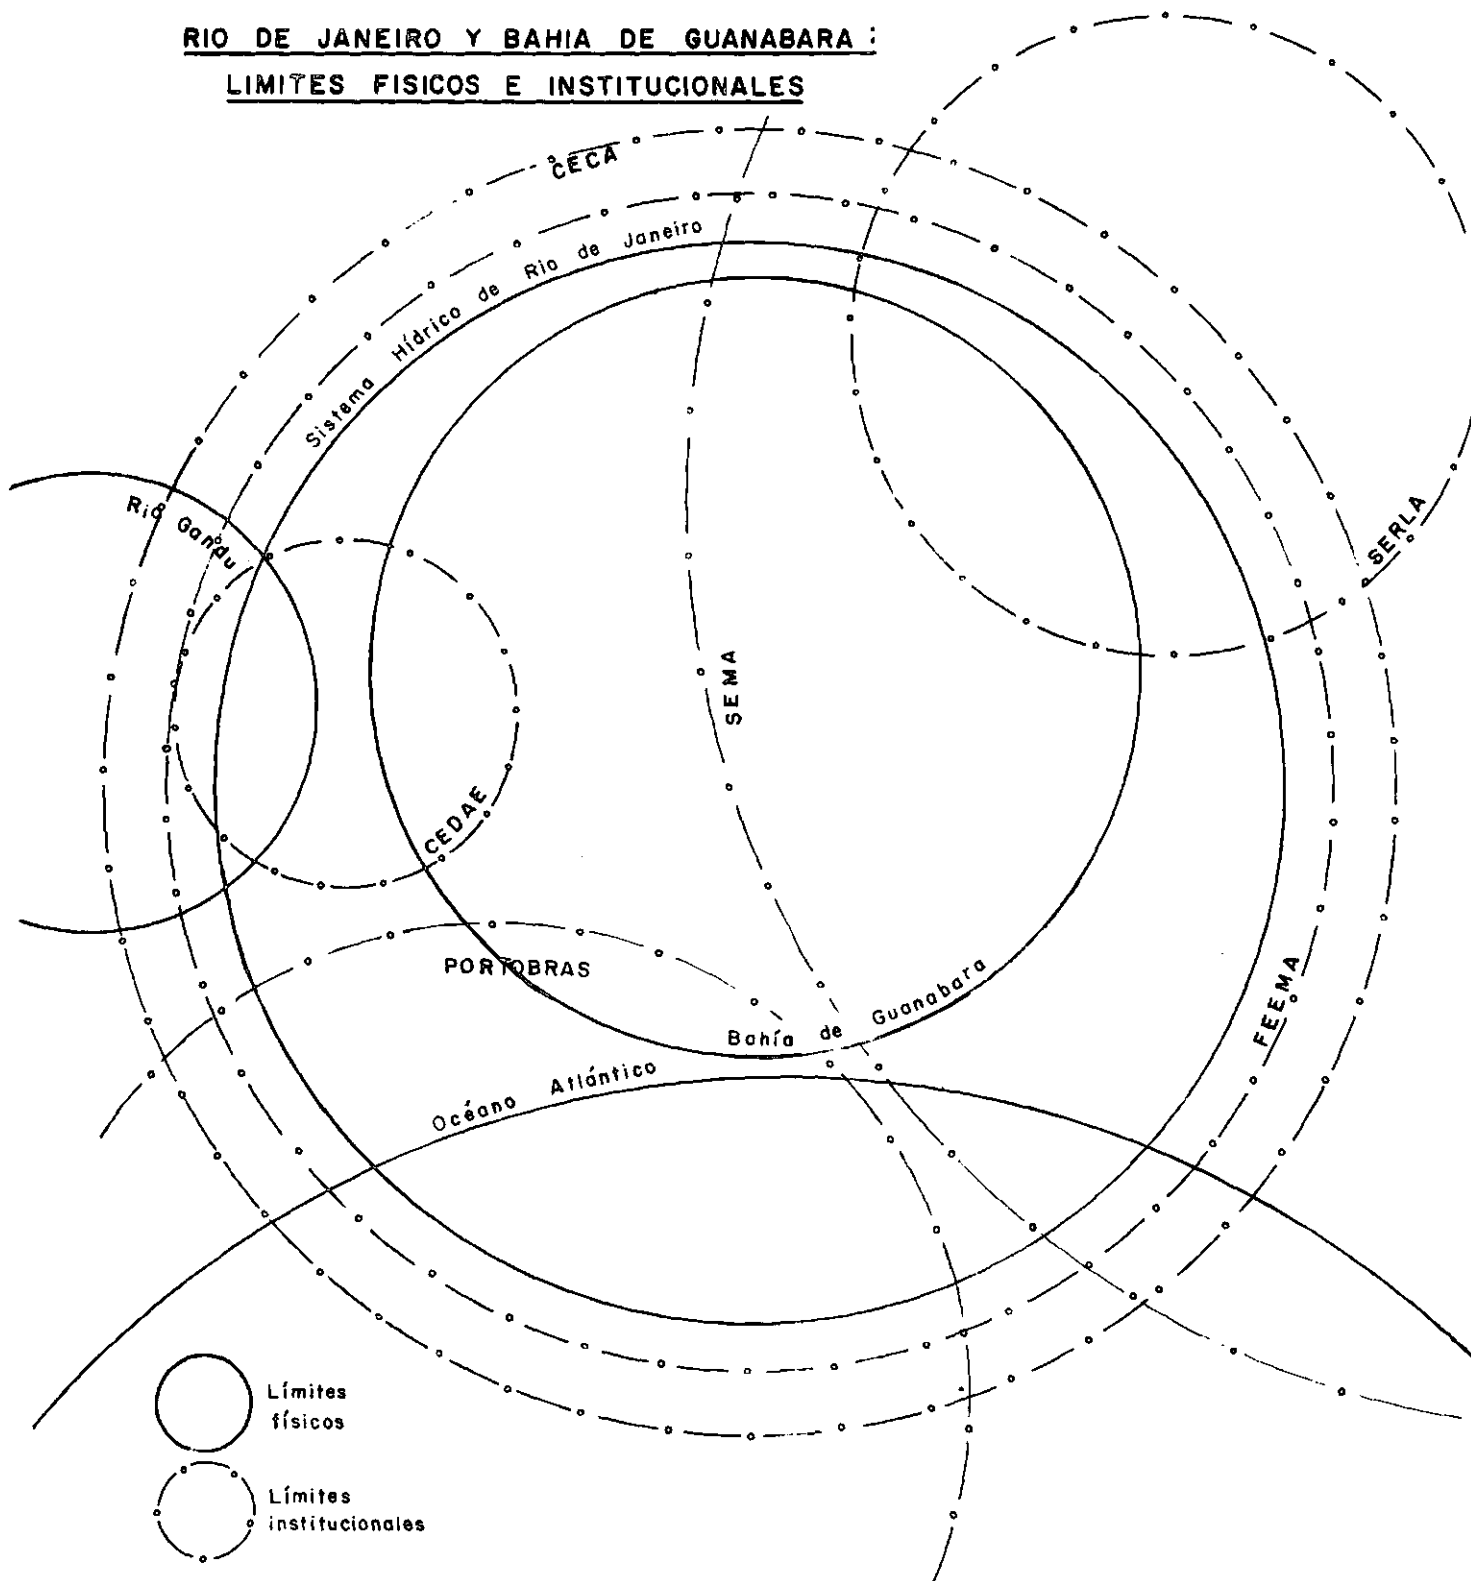 RIO DE JANEIRO Y BAHIA DE GUANABARA :
LIMITES FISICOS E INSTITUCIONALES
CECA
Sistema Hídrico de Rio de Janeiro
Rio Gandu
SERLA
SEMA
CEDAE
PORTOBRAS
Bahía de Guanabara
FEEMA
Océano Atlántico
Límites
físicos
Límites
institucionales